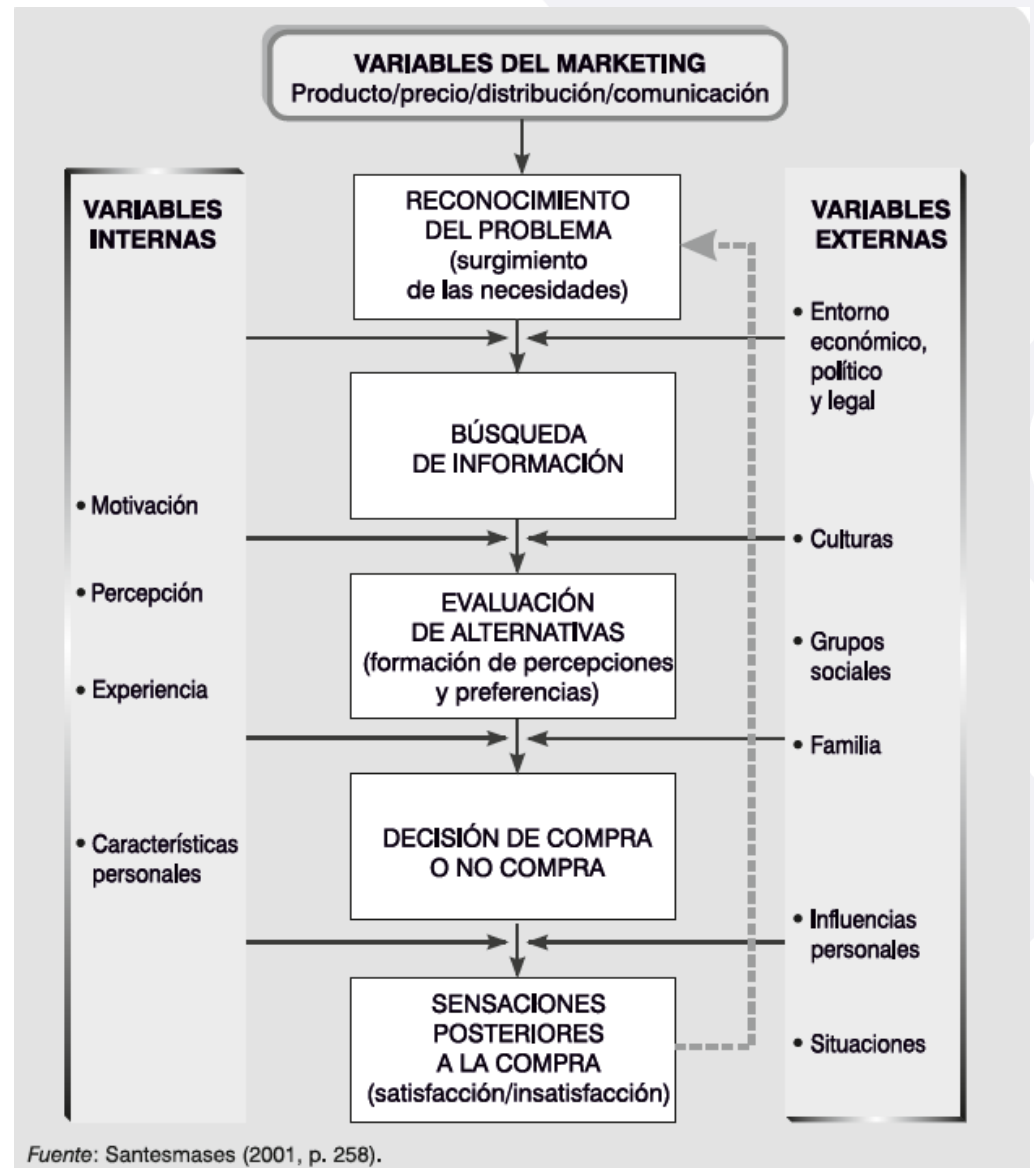 VARIABLES DEL MARKETING
Producto/precio/distribución/comunicación
VARIABLES
INTERNAS
• Motivación
• Percepción
• Experiencia
• Características
personales
RECONOCIMIENTO
DEL PROBLEMA
(surgimiento
de las necesidades)
BÚSQUEDA
DE INFORMACIÓN
EVALUACIÓN
DE ALTERNATIVAS
(formación de percepciones
y preferencias)
DECISIÓN DE COMPRA
O NO COMPRA
SENSACIONES
POSTERIORES
A LA COMPRA
(satisfacción/insatisfacción)
VARIABLES
EXTERNAS
• Entorno
económico,
político
y legal
• Culturas
• Grupos
sociales
• Familia
• Influencias
personales
• Situaciones
Fuente: Santesmases (2001, p. 258).